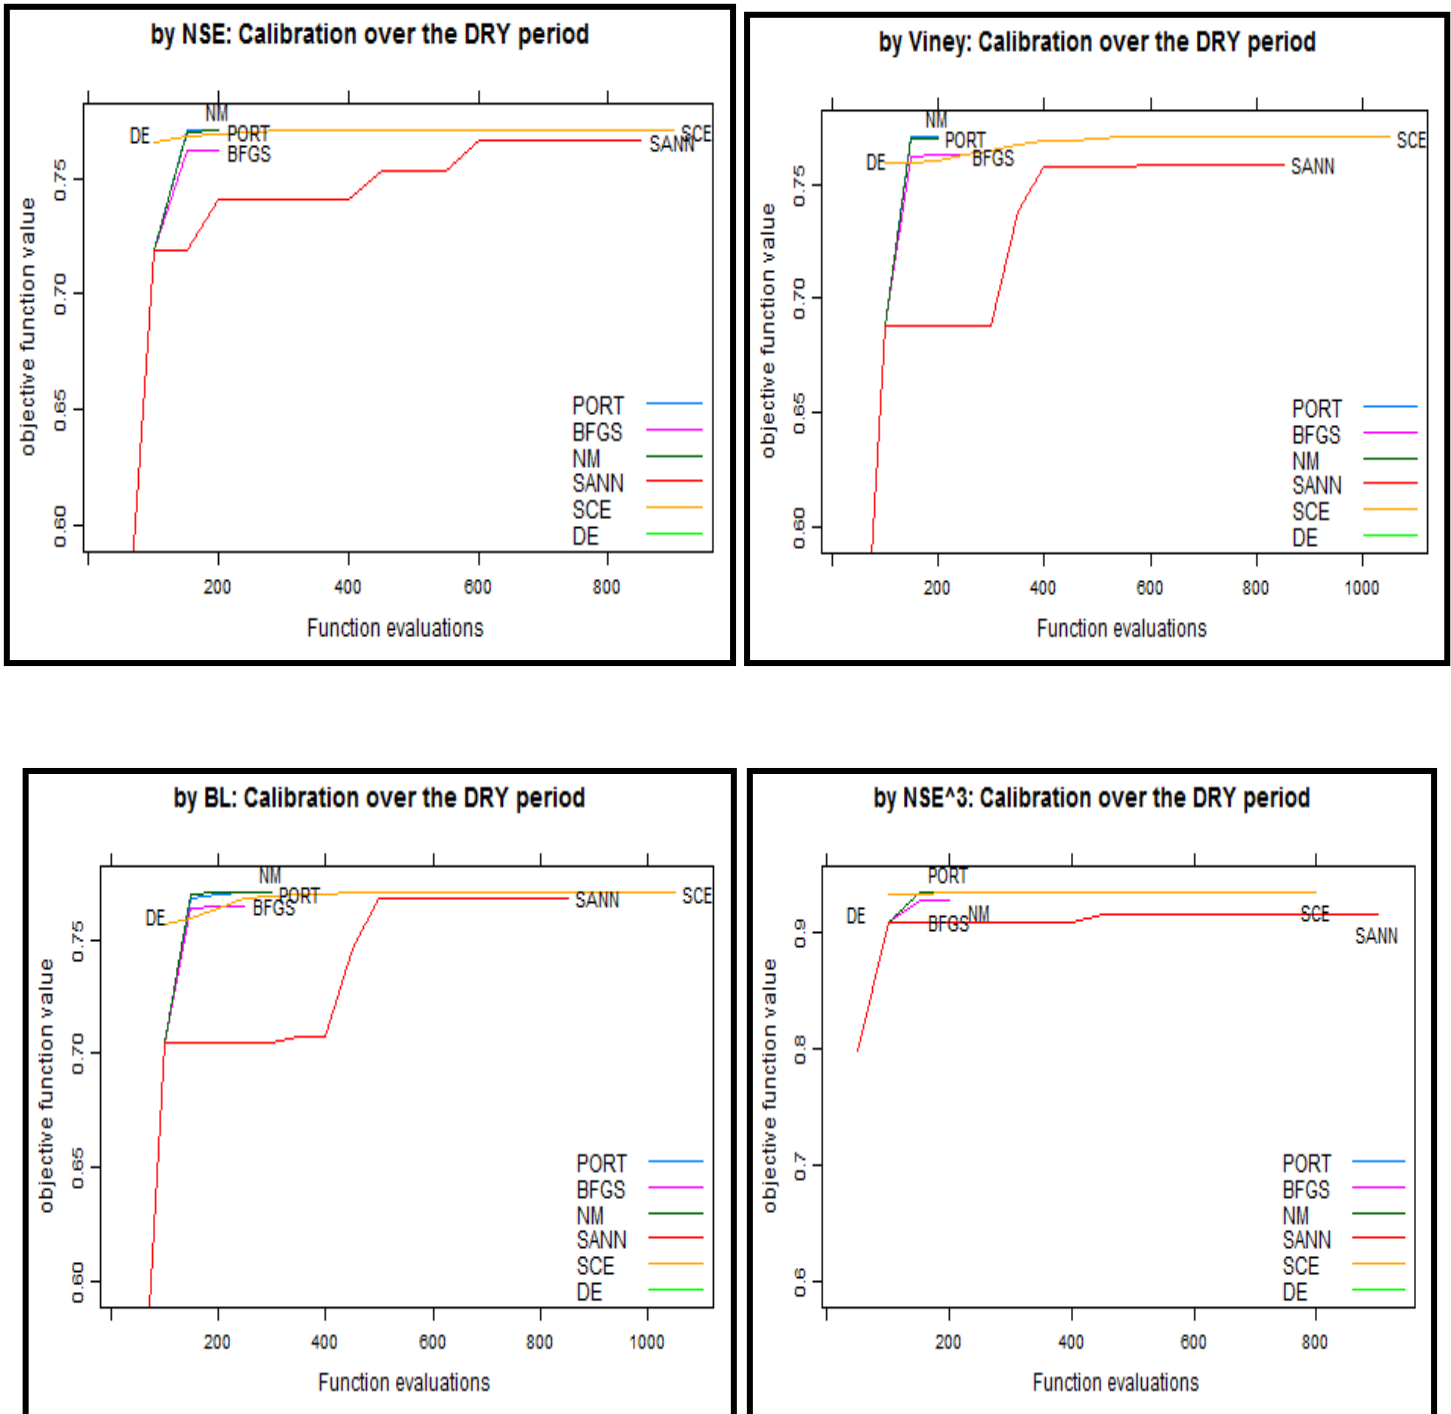 by NSE: Calibration over the DRY period
NM
DE
PORT
BFGS
SCE
SANN
objective function value
0.60
0.65
0.70
0.75
PORT
BFGS
NM
SANN
SCE
DE
200
400
600
800
Function evaluations
by Viney: Calibration over the DRY period
NM
PORT
DE
BFGS
SCE
SANN
objective function value
0.60
0.65
0.70
0.75
PORT
BFGS
NM
SANN
SCE
DE
200
400
600
800
1000
Function evaluations
by BL: Calibration over the DRY period
NM
PORT
DE
BFGS
SANN
SCE
objective function value
0.60
0.65
0.70
0.75
PORT
BFGS
NM
SANN
SCE
DE
200
400
600
800
1000
Function evaluations
by NSE^3: Calibration over the DRY period
PORT
DE
BFGS
NM
SCE
SANN
objective function value
0.6
0.7
0.8
0.9
PORT
BFGS
NM
SANN
SCE
DE
200
400
600
800
Function evaluations